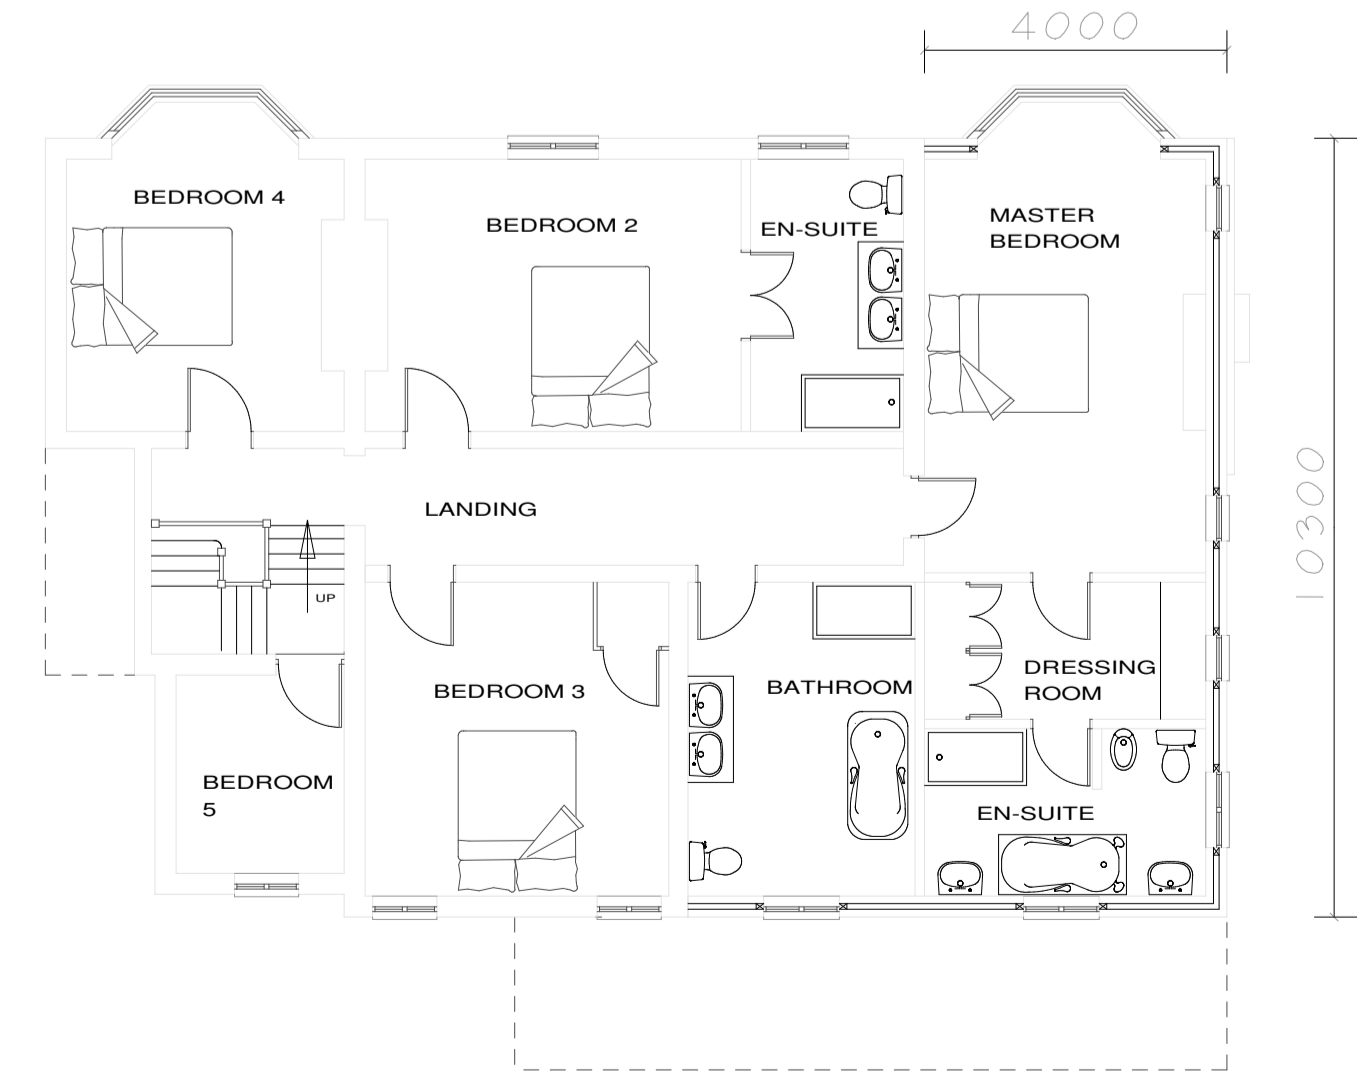 4000
BEDROOM 4
BEDROOM 2
EN-SUITE
MASTER
BEDROOM
LANDING
10300
UP
BEDROOM 3
BATHROOM
DRESSING
ROOM
BEDROOM
5
EN-SUITE